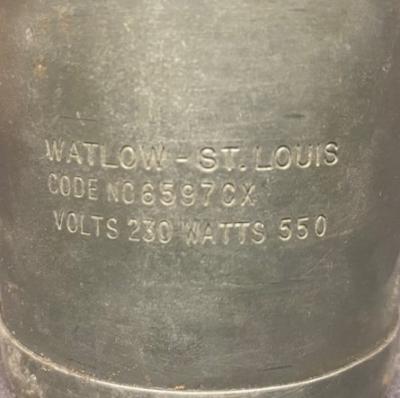 WATLOW - ST. LOUIS
CODE NO 6597CX
VOLTS 230 WATTS 550